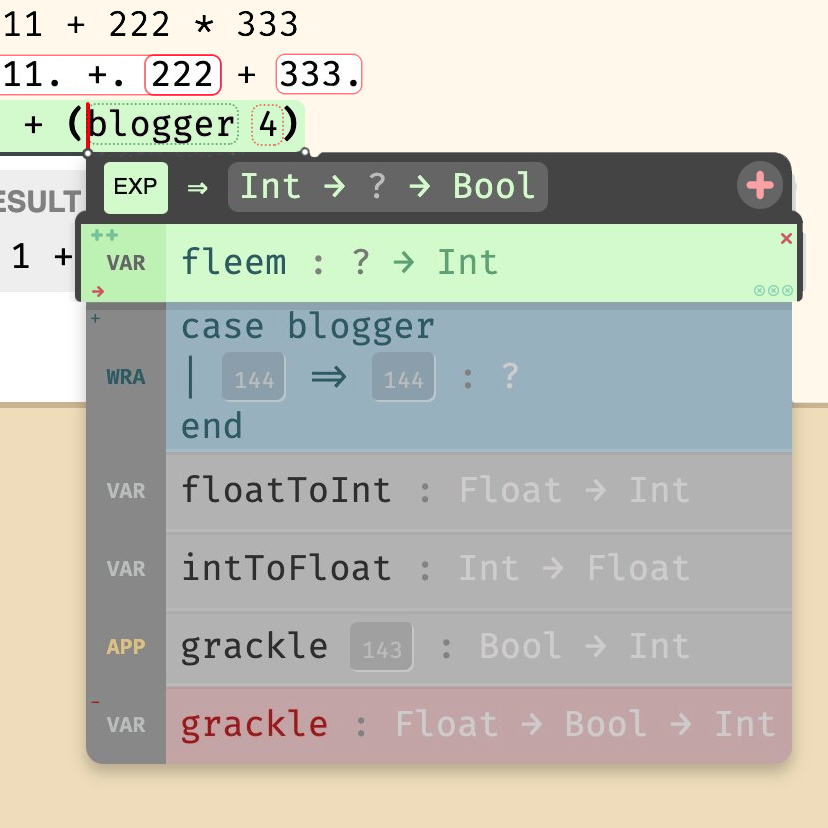 11 + 222 * 333
11. +. 222 + 333.
+ (blogger 4)
ESULT
1 +
EXP ⇒ Int → ? → Bool +
++
VAR fleem : ? → Int ×
→
+
case blogger
WRA | 144 ⇒ 144 : ?
end
VAR floatToInt : Float → Int
VAR intToFloat : Int → Float
APP grackle 143 : Bool → Int
−
VAR grackle : Float → Bool → Int